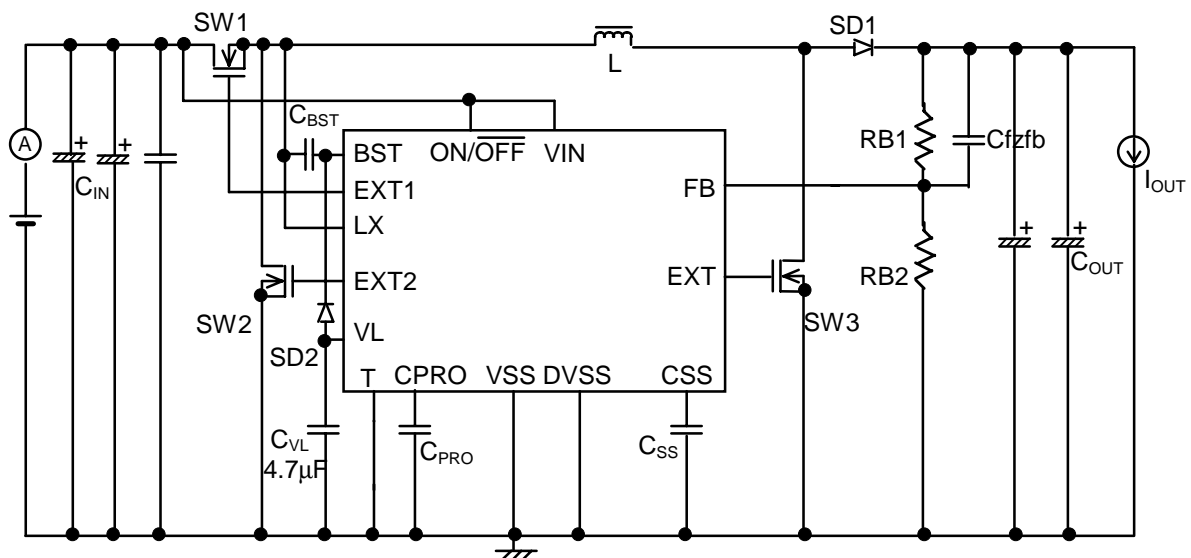 SW1
SD1
L
A
+
+
C_IN
C_BST
BST
ON/O̅F̅F̅
VIN
RB1
Cfzfb
EXT1
FB
I_OUT
LX
+
+
EXT2
EXT
RB2
C_OUT
SW2
SW3
SD2
VL
T
CPRO
VSS
DVSS
CSS
C_VL
4.7μF
C_PRO
C_SS